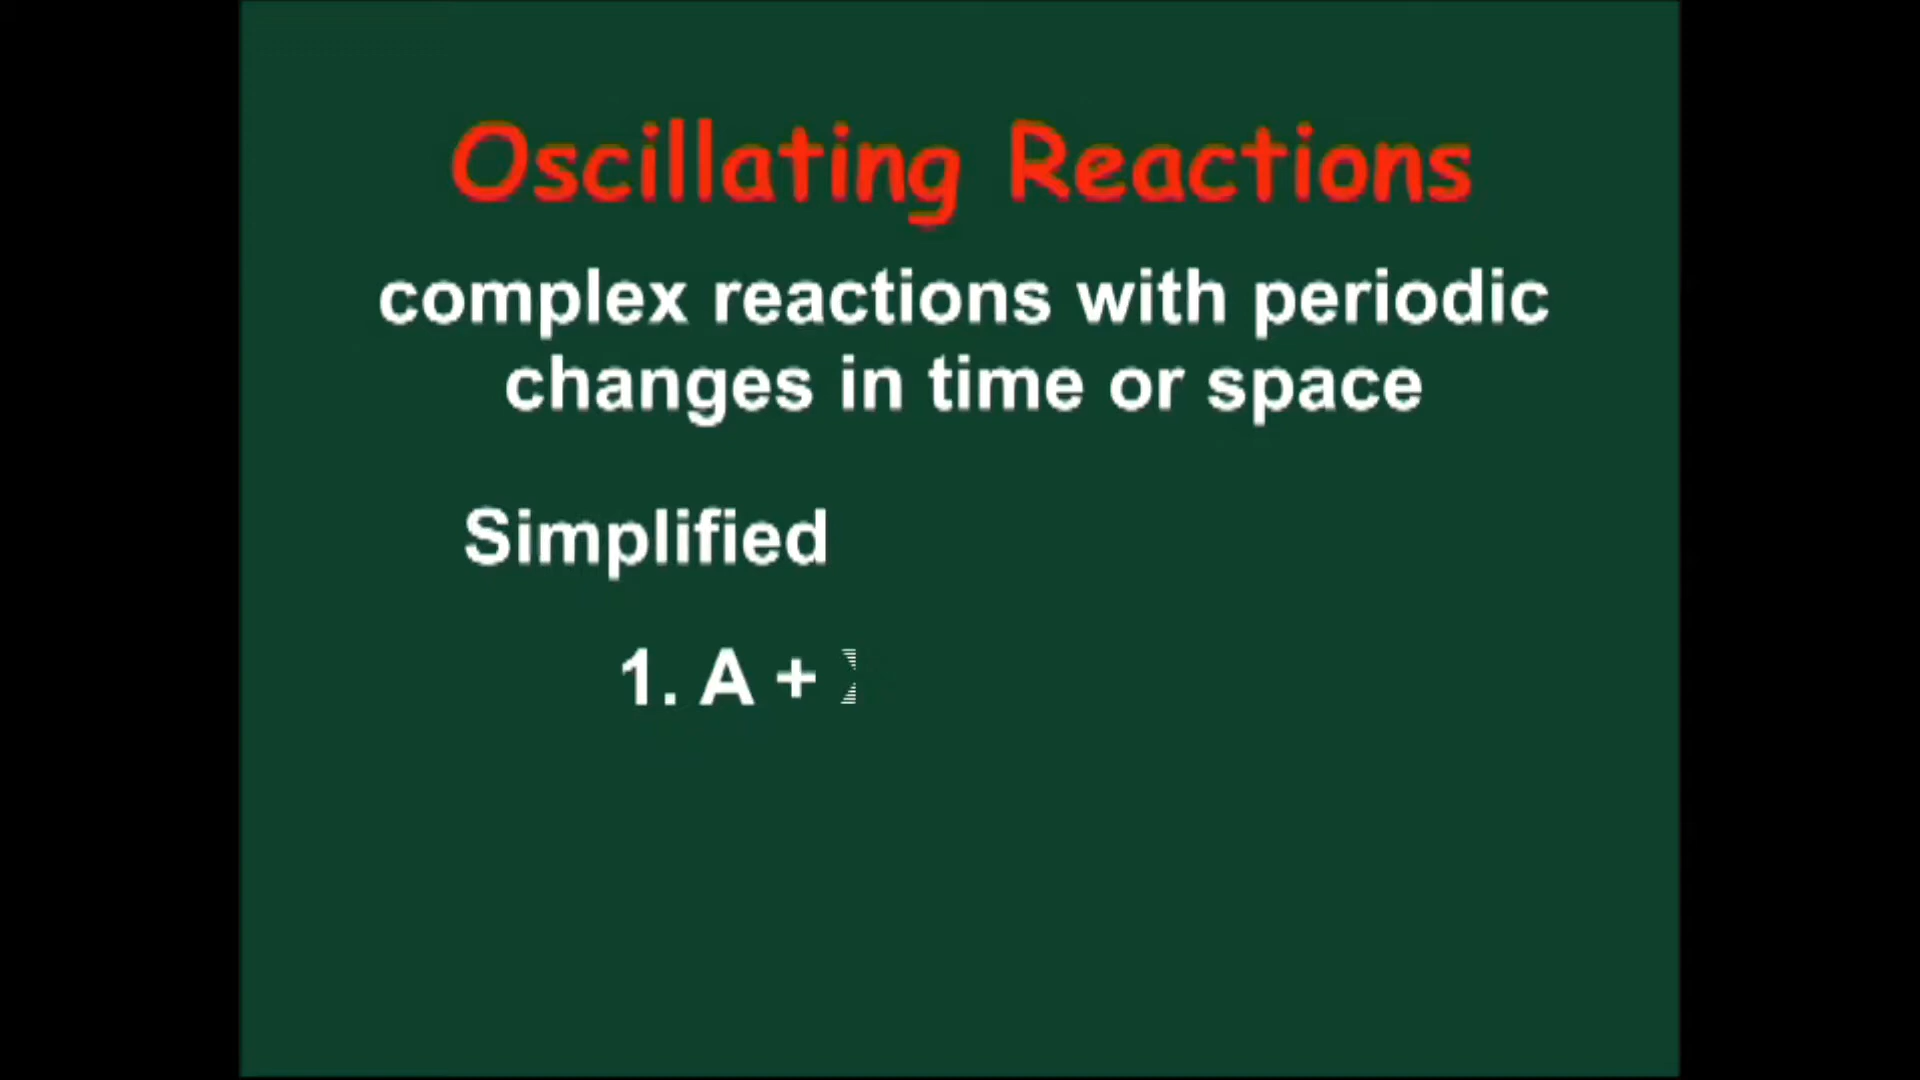 Oscillating Reactions
complex reactions with periodic
changes in time or space
Simplified
1. A +